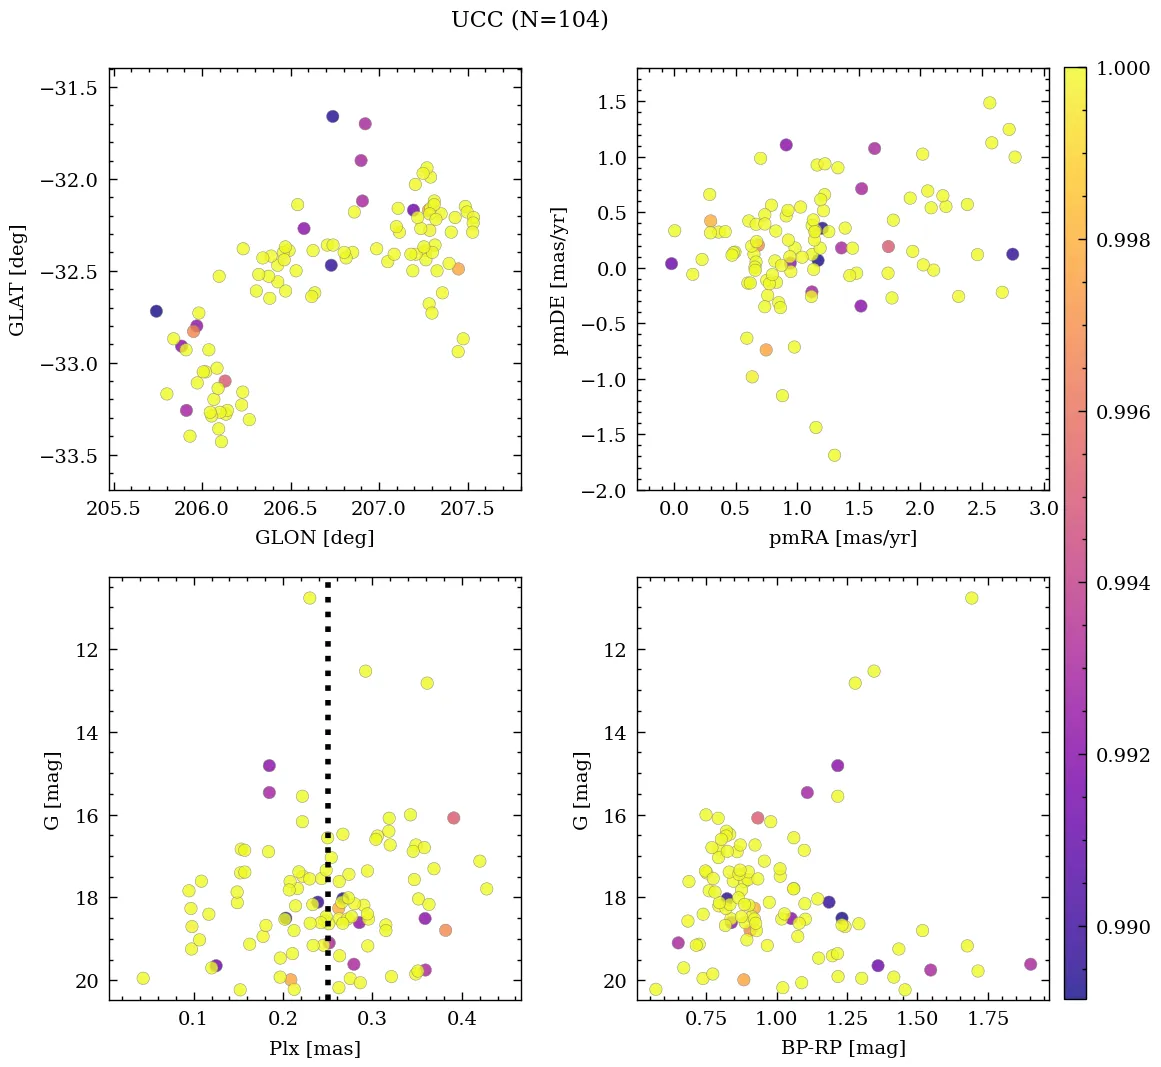 UCC (N=104)
−31.5
−32.0
−32.5
−33.0
−33.5
GLAT [deg]
205.5 206.0 206.5 207.0 207.5
GLON [deg]
1.5
1.0
0.5
0.0
−0.5
−1.0
−1.5
−2.0
pmDE [mas/yr]
0.0 0.5 1.0 1.5 2.0 2.5 3.0
pmRA [mas/yr]
12
14
16
18
20
G [mag]
0.1 0.2 0.3 0.4
Plx [mas]
12
14
16
18
20
G [mag]
0.75 1.00 1.25 1.50 1.75
BP-RP [mag]
1.000
0.998
0.996
0.994
0.992
0.990